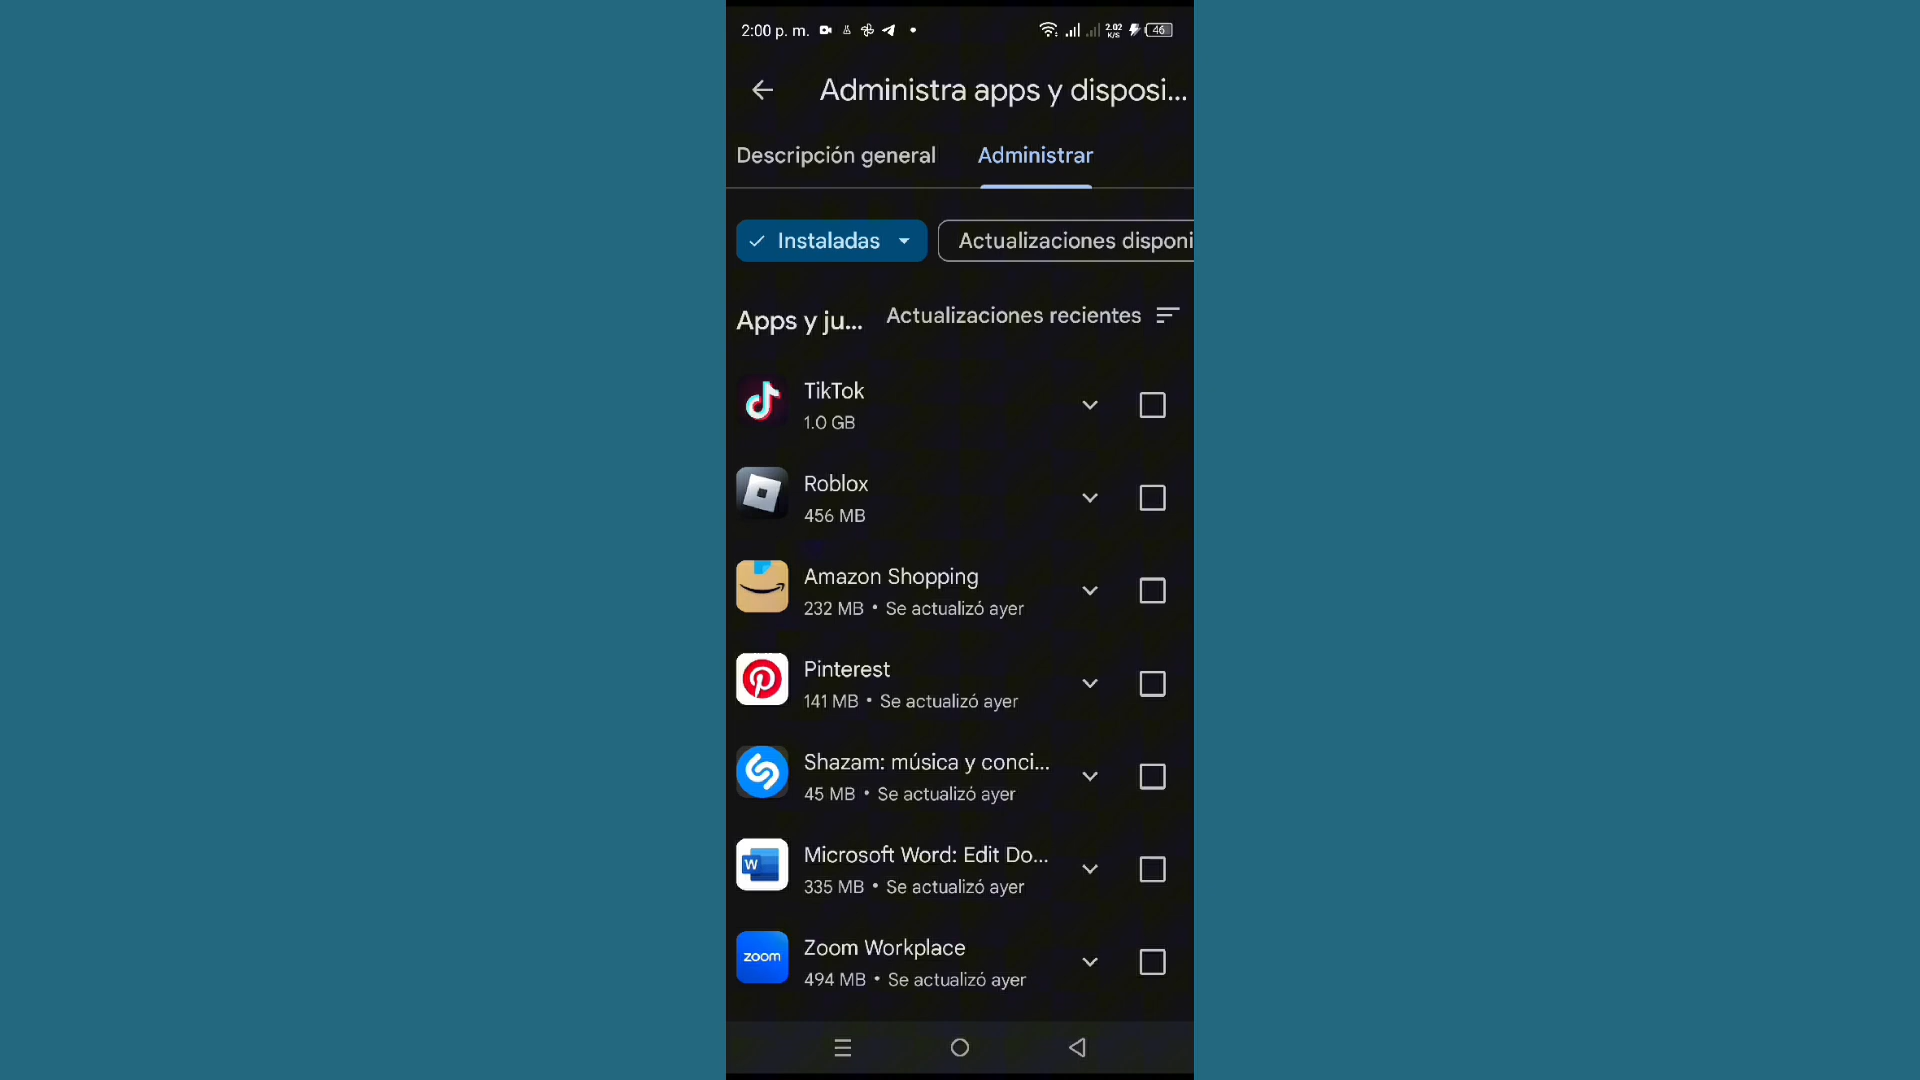 2:00 p. m. 2.02 K/S 46
Administra apps y disposi...
Descripción general Administrar
Instaladas Actualizaciones disponi
Apps y ju... Actualizaciones recientes
TikTok
1.0 GB
Roblox
456 MB
Amazon Shopping
232 MB • Se actualizó ayer
Pinterest
141 MB • Se actualizó ayer
Shazam: música y conci...
45 MB • Se actualizó ayer
W
Microsoft Word: Edit Do...
335 MB • Se actualizó ayer
zoom
Zoom Workplace
494 MB • Se actualizó ayer